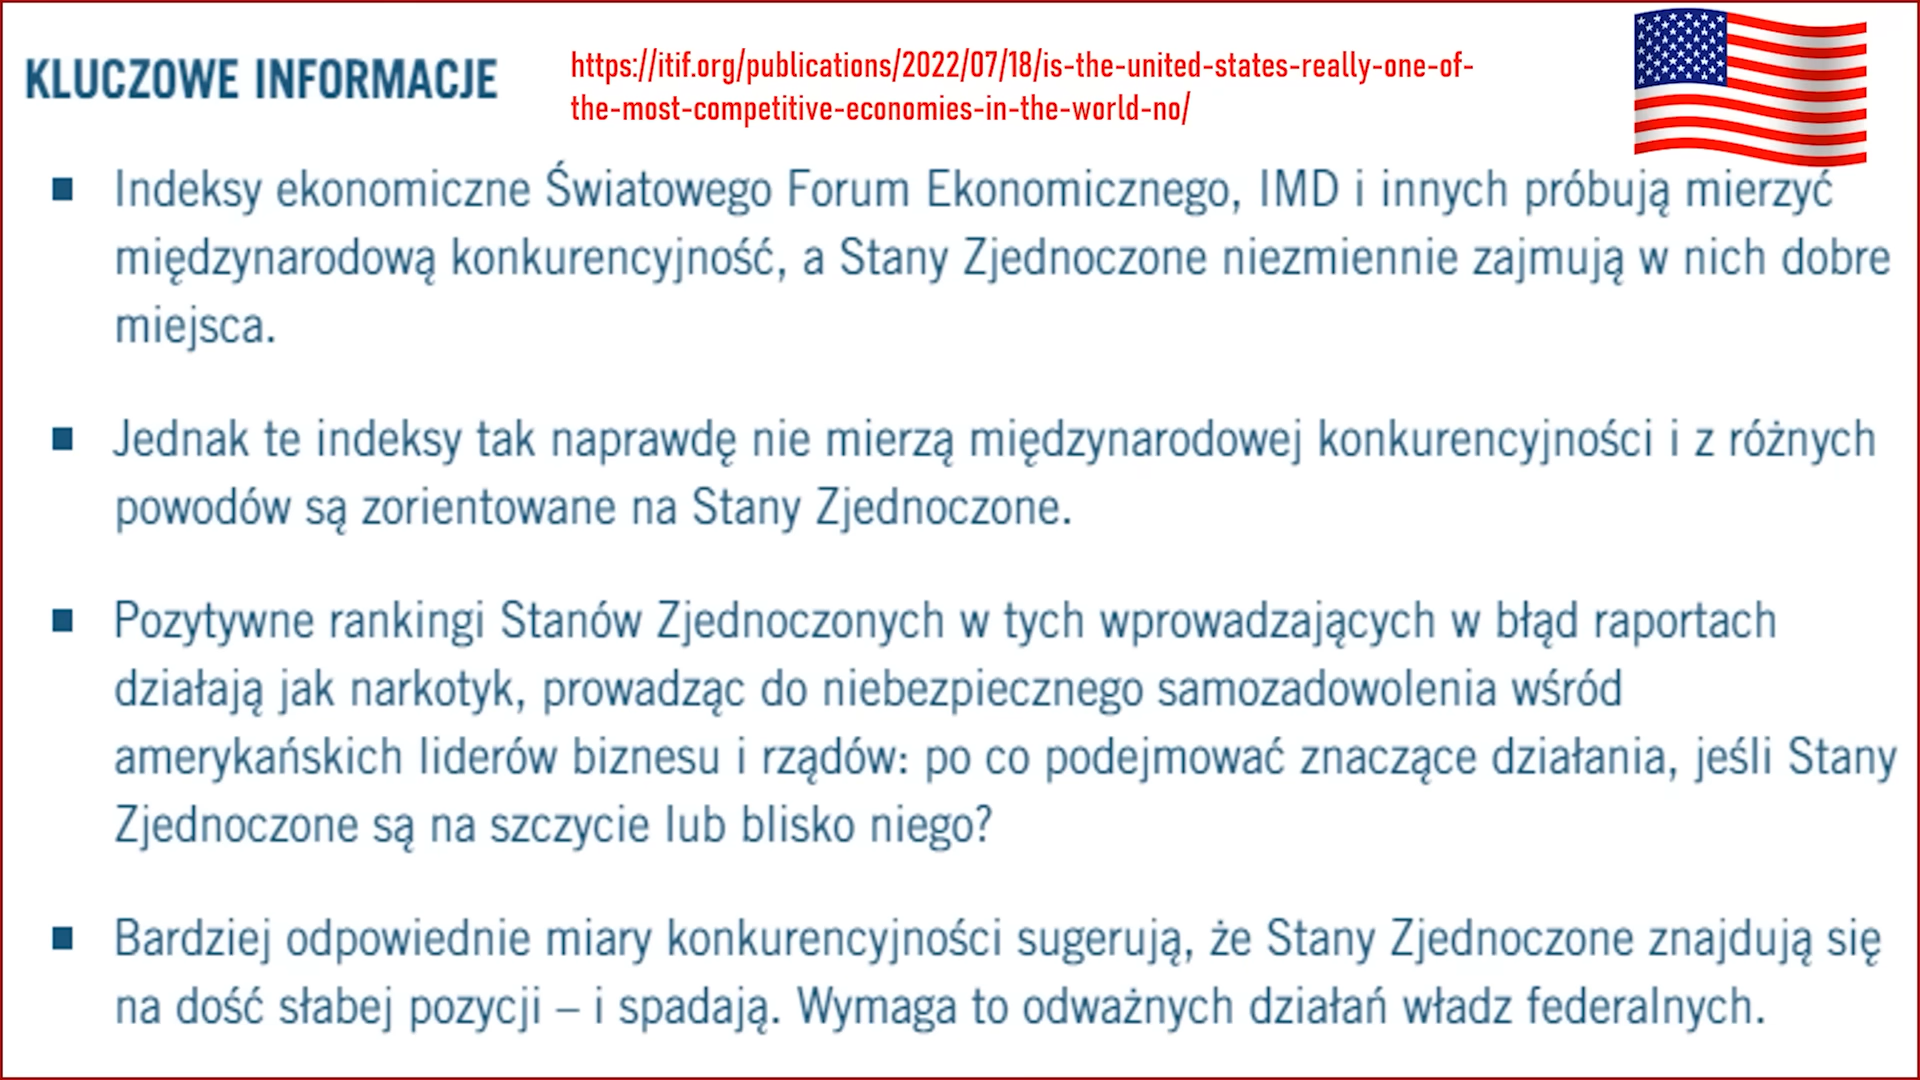 KLUCZOWE INFORMACJE
https://itif.org/publications/2022/07/18/is-the-united-states-really-one-of-
the-most-competitive-economies-in-the-world-no/
■ Indeksy ekonomiczne Światowego Forum Ekonomicznego, IMD i innych próbują mierzyć
międzynarodową konkurencyjność, a Stany Zjednoczone niezmiennie zajmują w nich dobre
miejsca.
■ Jednak te indeksy tak naprawdę nie mierzą międzynarodowej konkurencyjności i z różnych
powodów są zorientowane na Stany Zjednoczone.
■ Pozytywne rankingi Stanów Zjednoczonych w tych wprowadzających w błąd raportach
działają jak narkotyk, prowadząc do niebezpiecznego samozadowolenia wśród
amerykańskich liderów biznesu i rządów: po co podejmować znaczące działania, jeśli Stany
Zjednoczone są na szczycie lub blisko niego?
■ Bardziej odpowiednie miary konkurencyjności sugerują, że Stany Zjednoczone znajdują się
na dość słabej pozycji – i spadają. Wymaga to odważnych działań władz federalnych.